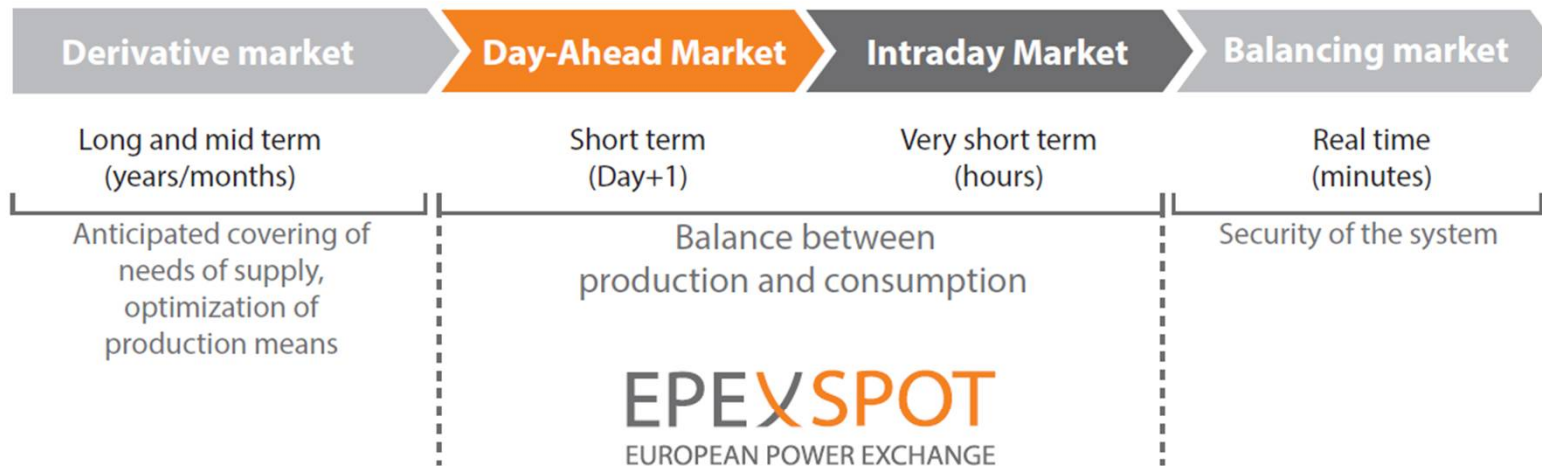 Derivative market
Day-Ahead Market
Intraday Market
Balancing market
Long and mid term
(years/months)
Short term
(Day+1)
Very short term
(hours)
Real time
(minutes)
Anticipated covering of
needs of supply,
optimization of
production means
Balance between
production and consumption
Security of the system
EPEXSPOT
EUROPEAN POWER EXCHANGE